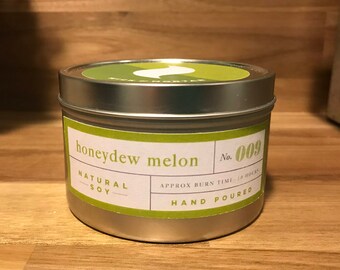 honeydew melon
No. 009
NATURAL
SOY
APPROX BURN TIME:
HAND POURED